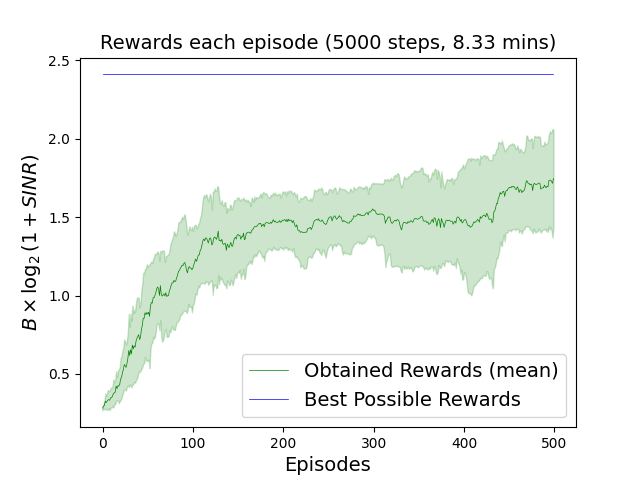 Rewards each episode (5000 steps, 8.33 mins)
2.5
2.0
1.5
1.0
0.5
B × log₂(1 + SINR)
Obtained Rewards (mean)
Best Possible Rewards
0 100 200 300 400 500
Episodes